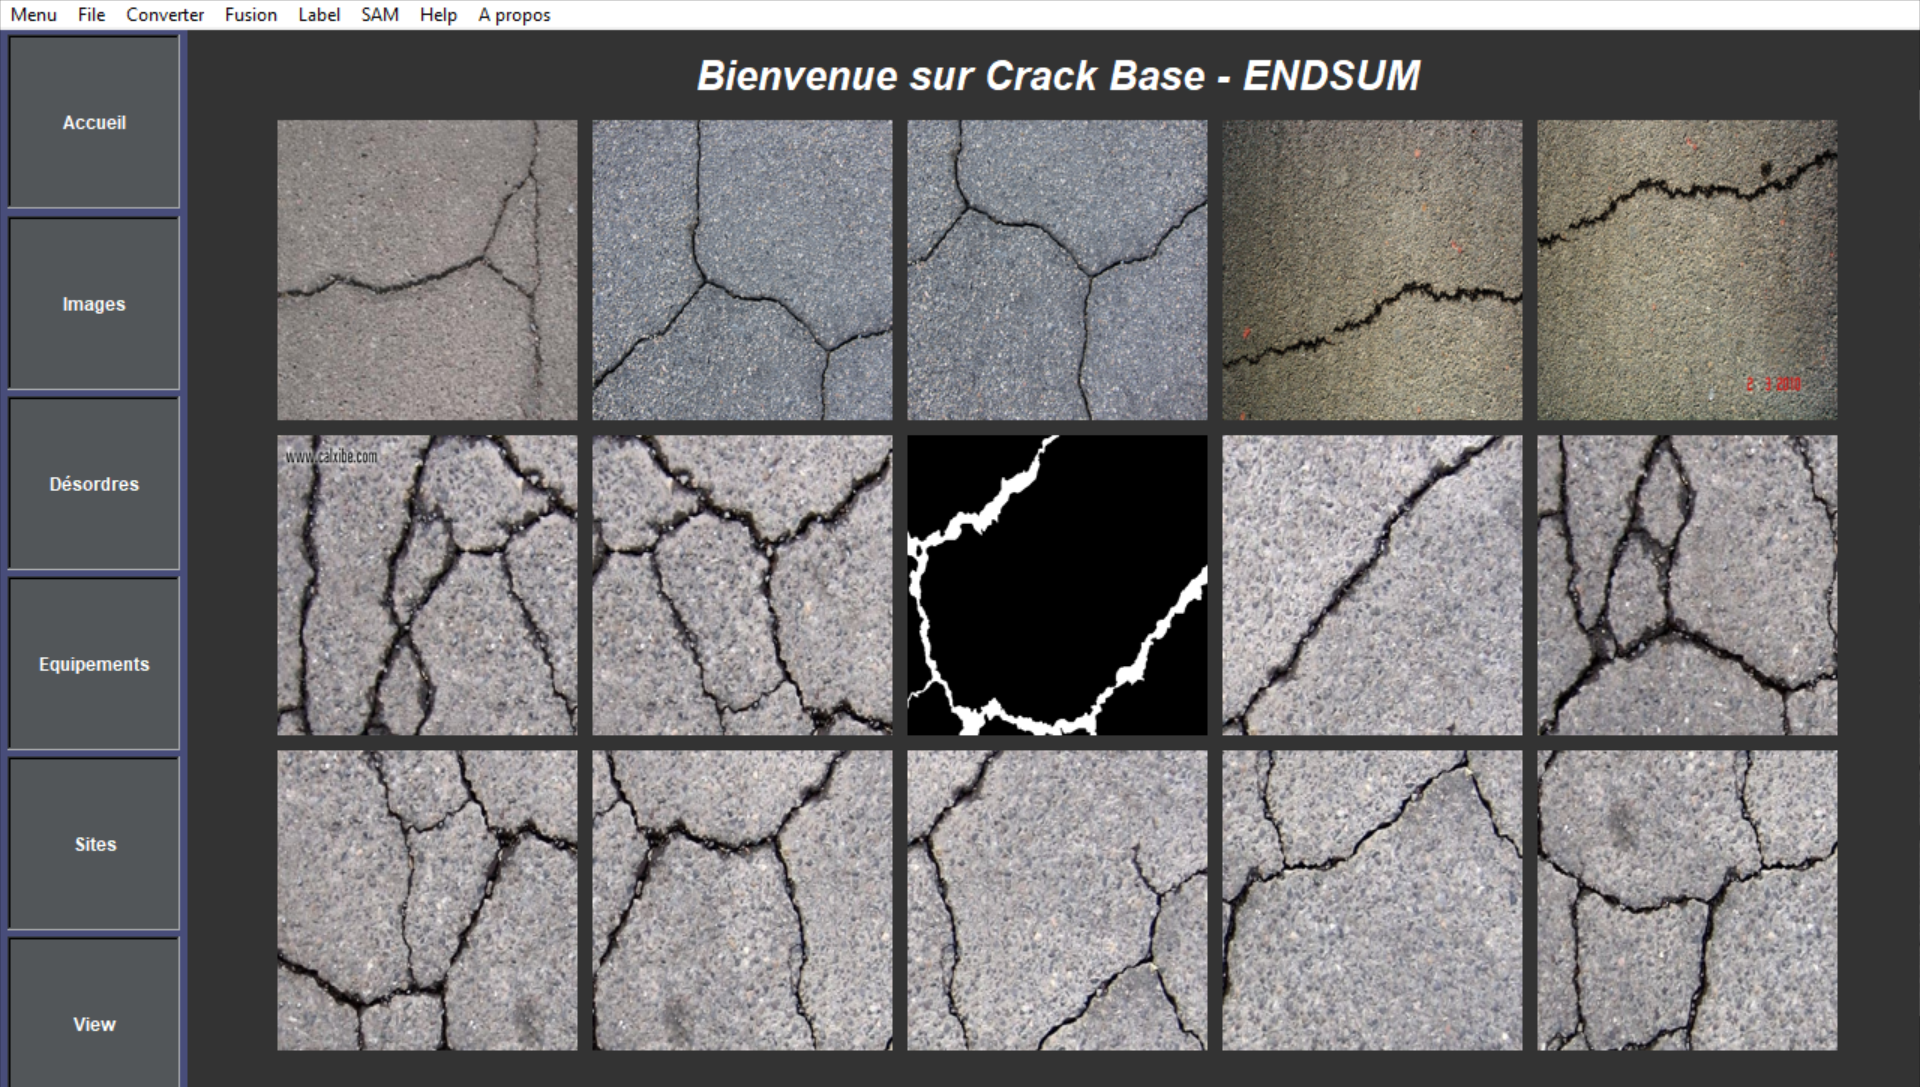 Menu File Converter Fusion Label SAM Help A propos
Bienvenue sur Crack Base - ENDSUM
Accueil
Images
Désordres
Equipements
Sites
View
www.calxibe.com